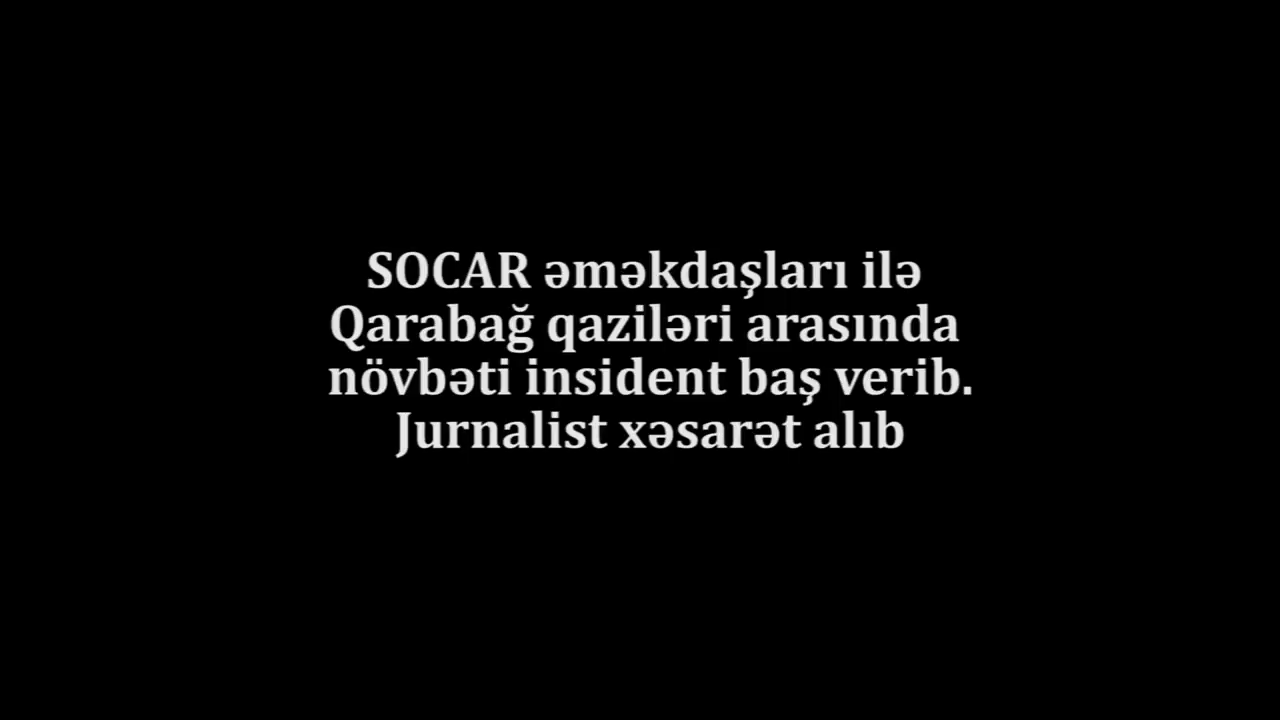 SOCAR əməkdaşları ilə
Qarabağ qaziləri arasında
növbəti insident baş verib.
Jurnalist xəsarət alıb